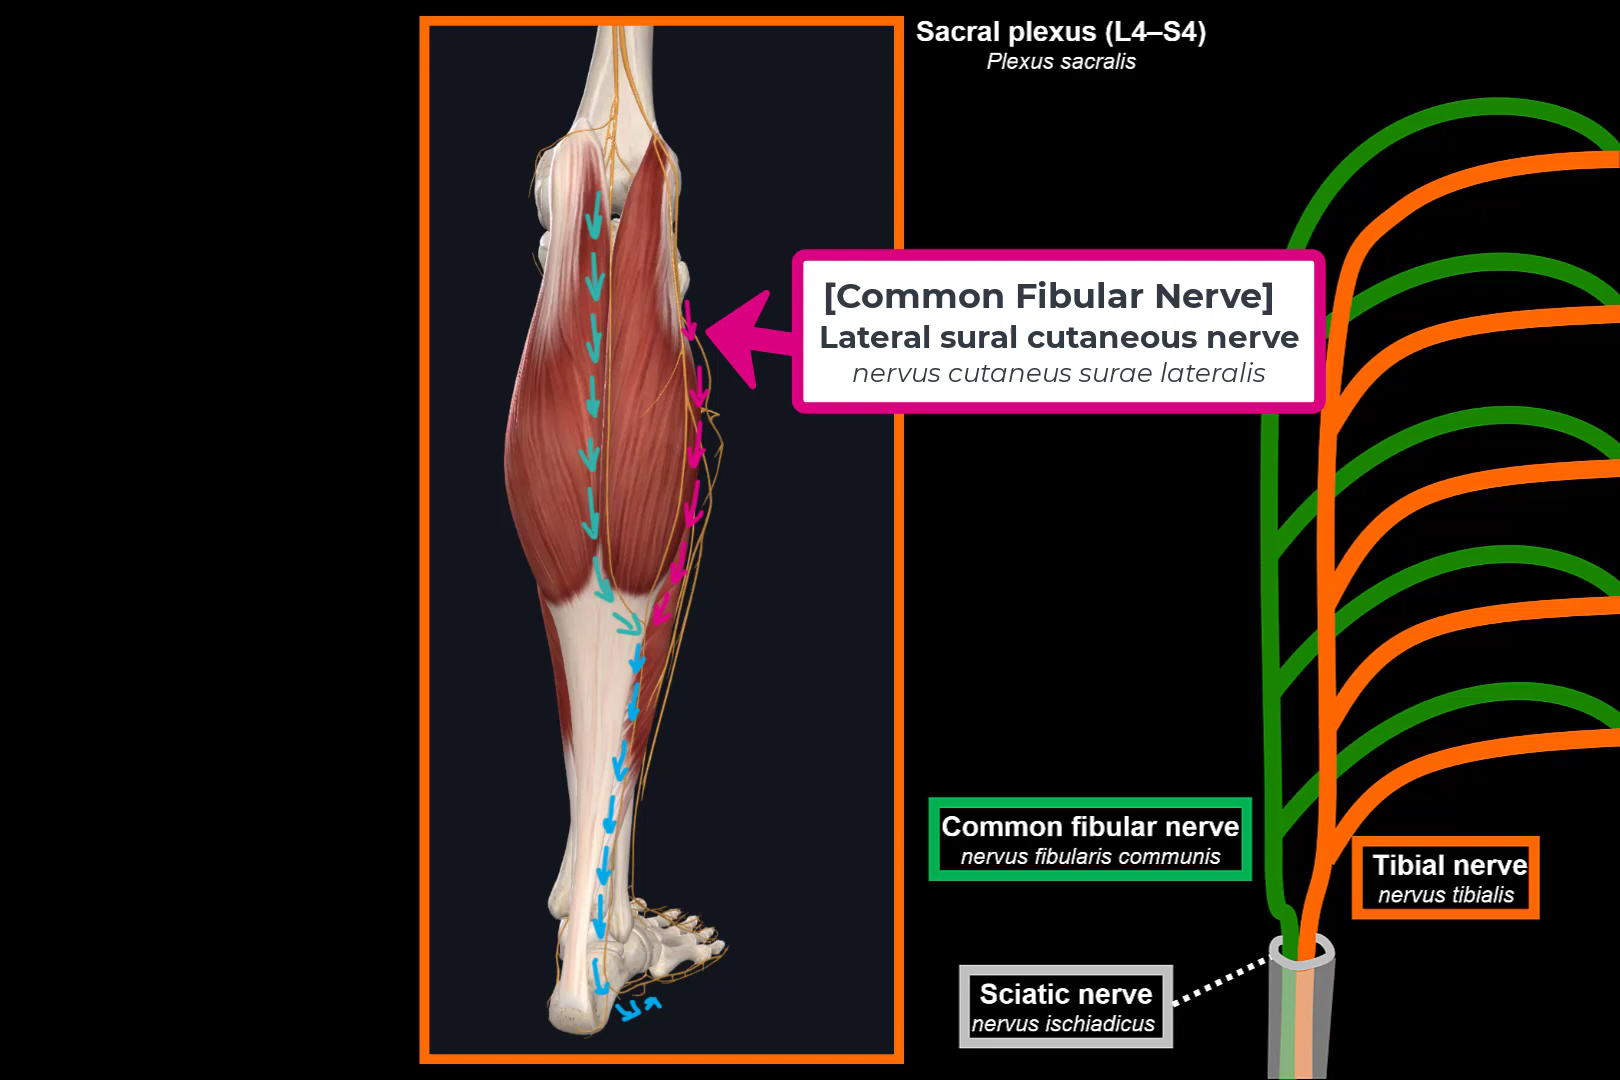 Sacral plexus (L4–S4)
Plexus sacralis
[Common Fibular Nerve]
Lateral sural cutaneous nerve
nervus cutaneus surae lateralis
Common fibular nerve
nervus fibularis communis
Tibial nerve
nervus tibialis
Sciatic nerve
nervus ischiadicus